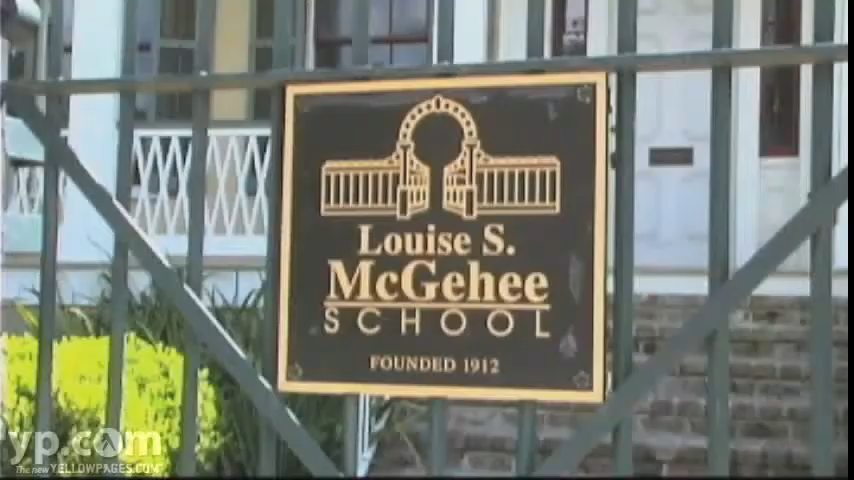 Louise S.
McGehee
SCHOOL
FOUNDED 1912
yp.com
The new YELLOWPAGES.COM